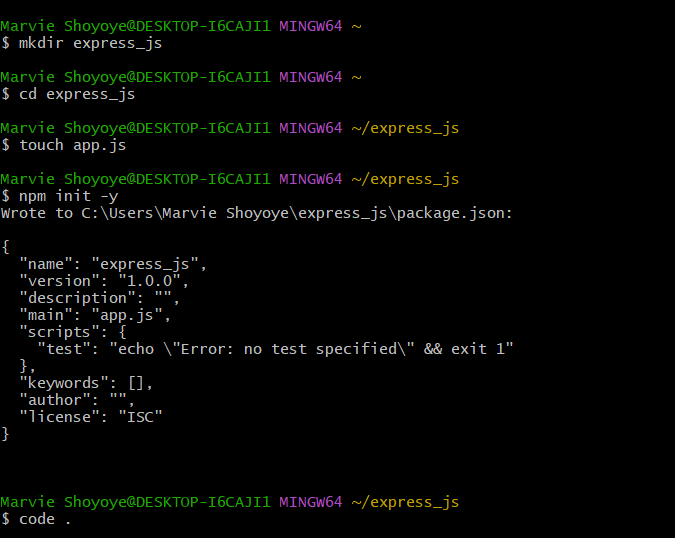 Marvie Shoyoye@DESKTOP-I6CAJI1 MINGW64 ~
$ mkdir express_js
Marvie Shoyoye@DESKTOP-I6CAJI1 MINGW64 ~
$ cd express_js
Marvie Shoyoye@DESKTOP-I6CAJI1 MINGW64 ~/express_js
$ touch app.js
Marvie Shoyoye@DESKTOP-I6CAJI1 MINGW64 ~/express_js
$ npm init -y
Wrote to C:\Users\Marvie Shoyoye\express_js\package.json:
{
  "name": "express_js",
  "version": "1.0.0",
  "description": "",
  "main": "app.js",
  "scripts": {
    "test": "echo \"Error: no test specified\" && exit 1"
  },
  "keywords": [],
  "author": "",
  "license": "ISC"
}
Marvie Shoyoye@DESKTOP-I6CAJI1 MINGW64 ~/express_js
$ code .